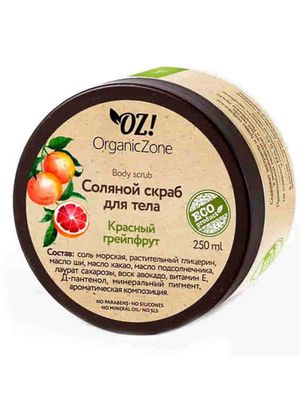 OZ!
OrganicZone
Body scrub
Соляной скраб
для тела
Красный
грейпфрут
ECO
product
250 ml
Состав: соль морская, растительный глицерин,
масло ши, масло какао, масло подсолнечника,
лаурат сахарозы, воск авокадо, витамин Е,
Д-пантенол, минеральный пигмент,
ароматическая композиция.
NO PARABENS · NO SILICONES
NO MINERAL OIL · NO SLS